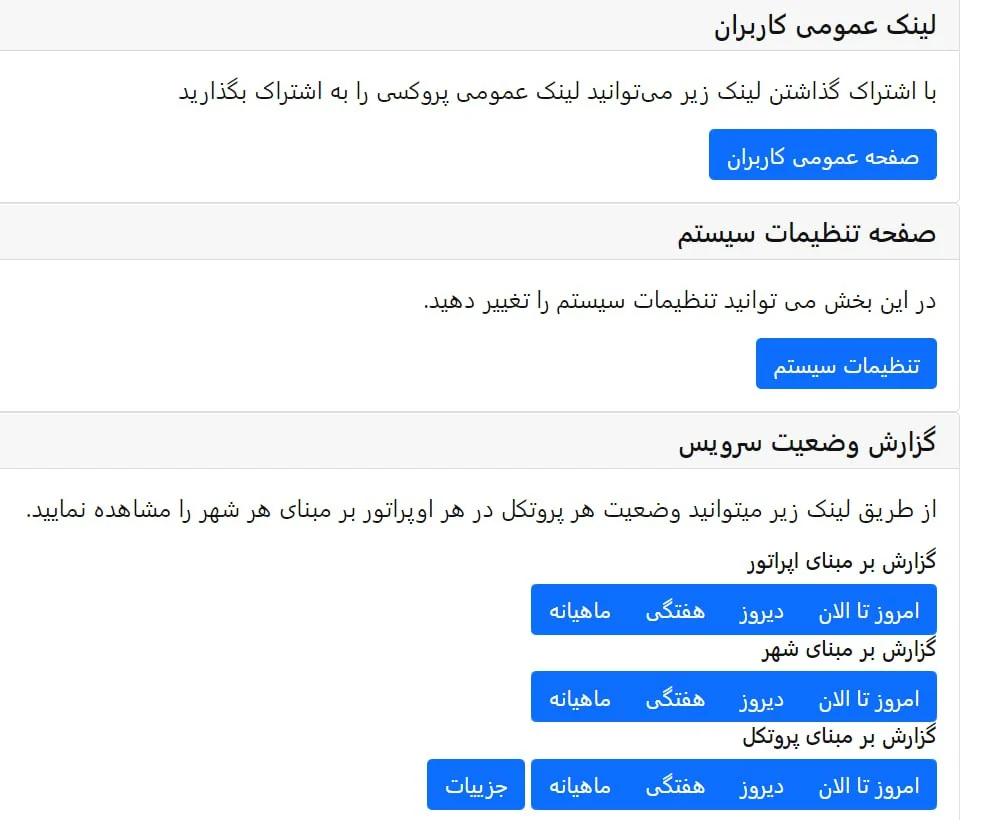 لینک عمومی کاربران
با اشتراک گذاشتن لینک زیر می‌توانید لینک عمومی پروکسی را به اشتراک بگذارید
صفحه عمومی کاربران
صفحه تنظیمات سیستم
در این بخش می توانید تنظیمات سیستم را تغییر دهید.
تنظیمات سیستم
گزارش وضعیت سرویس
از طریق لینک زیر میتوانید وضعیت هر پروتکل در هر اوپراتور بر مبنای هر شهر را مشاهده نمایید.
گزارش بر مبنای اپراتور
امروز تا الان دیروز هفتگی ماهیانه
گزارش بر مبنای شهر
امروز تا الان دیروز هفتگی ماهیانه
گزارش بر مبنای پروتکل
امروز تا الان دیروز هفتگی ماهیانه جزییات